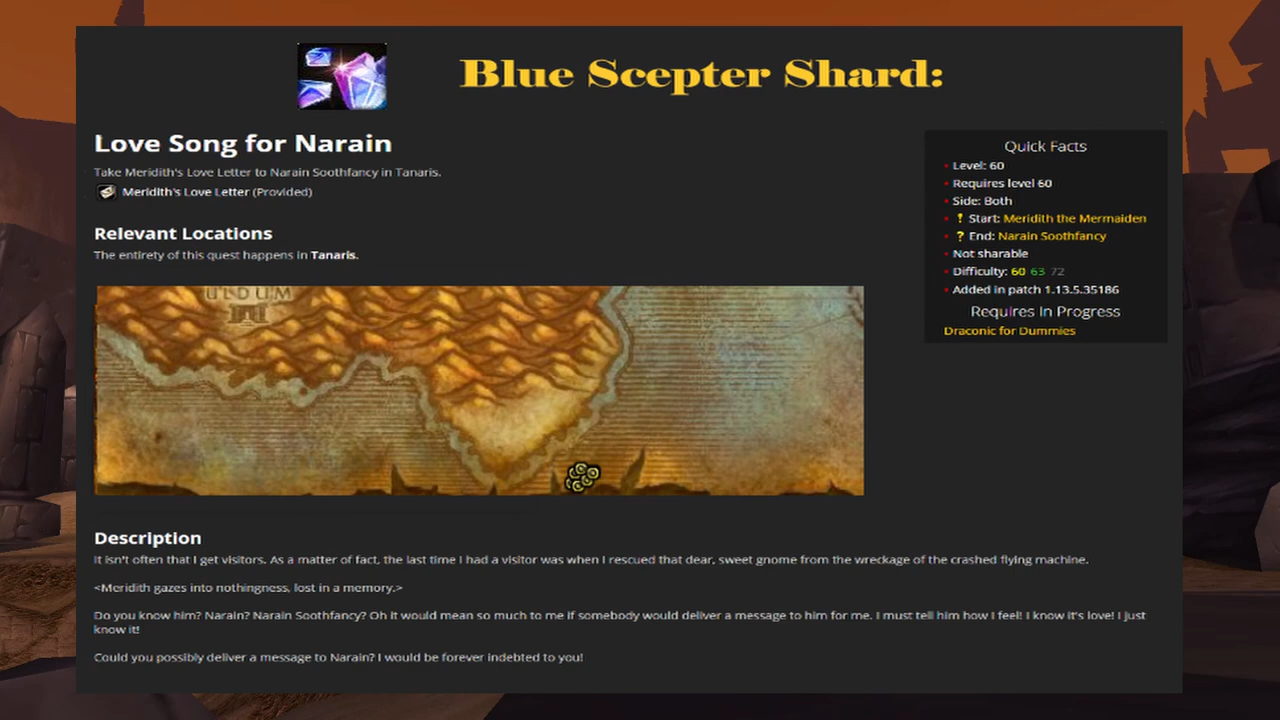 Blue Scepter Shard:
Love Song for Narain
Take Meridith's Love Letter to Narain Soothfancy in Tanaris.
Meridith's Love Letter (Provided)
Relevant Locations
The entirety of this quest happens in Tanaris.
ULDUM
Description
It isn't often that I get visitors. As a matter of fact, the last time I had a visitor was when I rescued that dear, sweet gnome from the wreckage of the crashed flying machine.
<Meridith gazes into nothingness, lost in a memory.>
Do you know him? Narain? Narain Soothfancy? Oh it would mean so much to me if somebody would deliver a message to him for me. I must tell him how I feel! I know it's love! I just
know it!
Could you possibly deliver a message to Narain? I would be forever indebted to you!
Quick Facts
Level: 60
Requires level 60
Side: Both
! Start: Meridith the Mermaiden
? End: Narain Soothfancy
Not sharable
Difficulty: 60 63 72
Added in patch 1.13.5.35186
Requires In Progress
Draconic for Dummies